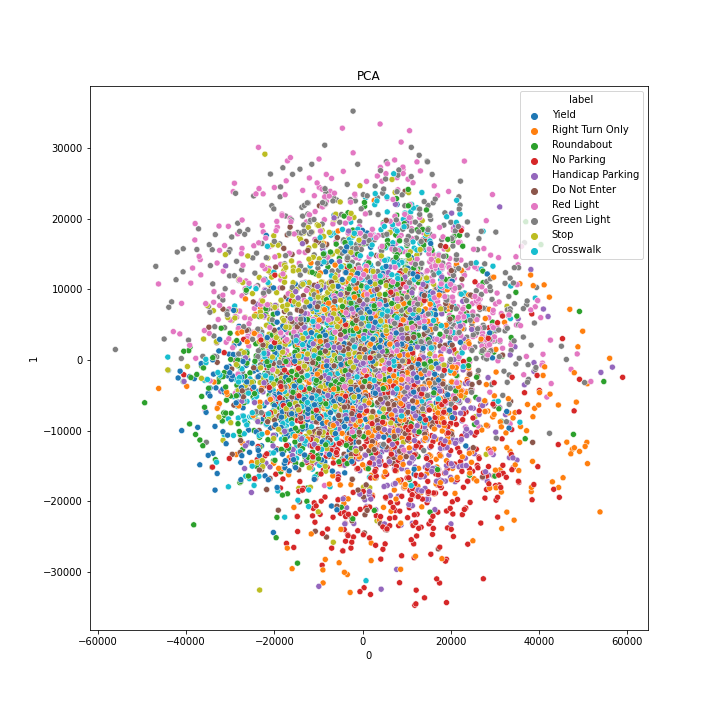 PCA
label
Yield
Right Turn Only
Roundabout
No Parking
Handicap Parking
Do Not Enter
Red Light
Green Light
Stop
Crosswalk
30000
20000
10000
0
−10000
−20000
−30000
1
−60000 −40000 −20000 0 20000 40000 60000
0